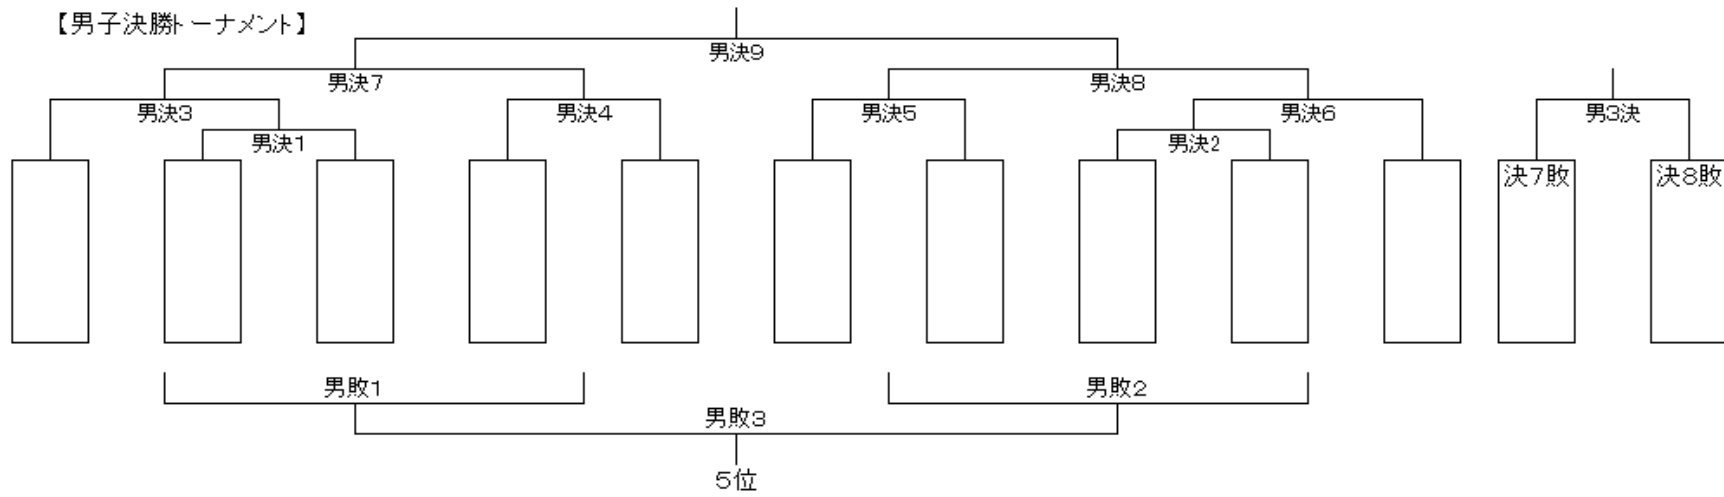 【男子決勝トーナメント】
男決9
男決7
男決8
男決3
男決4
男決5
男決6
男3決
男決1
男決2
決7敗
決8敗
男敗1
男敗2
男敗3
5位